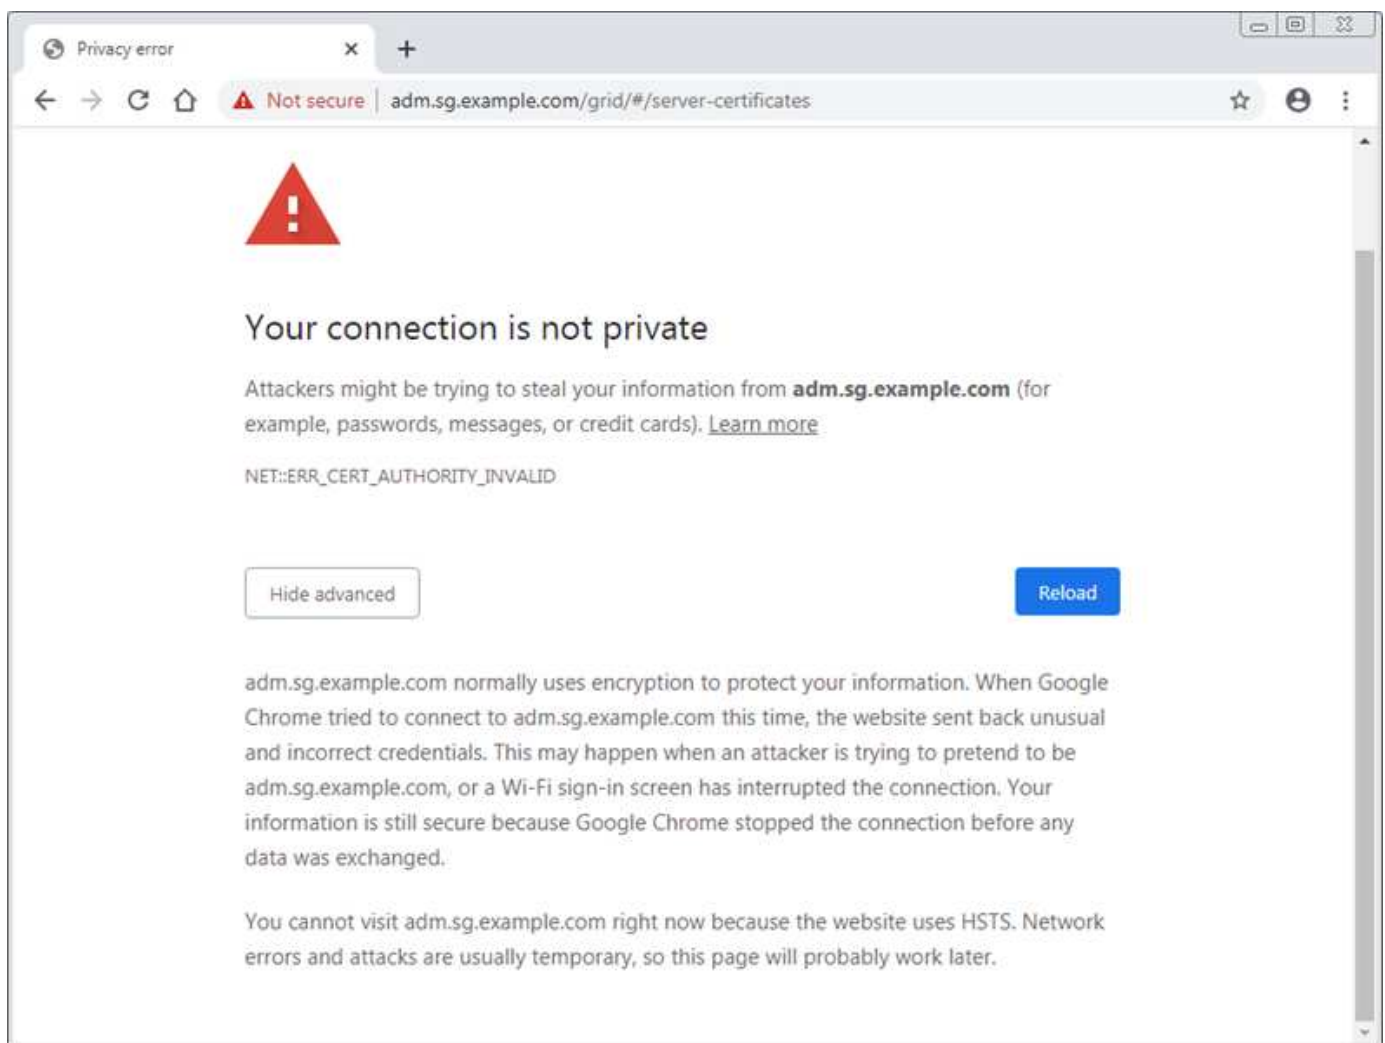 Privacy error
Not secure
adm.sg.example.com/grid/#/server-certificates
Your connection is not private
Attackers might be trying to steal your information from adm.sg.example.com (for
example, passwords, messages, or credit cards). Learn more
NET::ERR_CERT_AUTHORITY_INVALID
Hide advanced
Reload
adm.sg.example.com normally uses encryption to protect your information. When Google
Chrome tried to connect to adm.sg.example.com this time, the website sent back unusual
and incorrect credentials. This may happen when an attacker is trying to pretend to be
adm.sg.example.com, or a Wi-Fi sign-in screen has interrupted the connection. Your
information is still secure because Google Chrome stopped the connection before any
data was exchanged.
You cannot visit adm.sg.example.com right now because the website uses HSTS. Network
errors and attacks are usually temporary, so this page will probably work later.